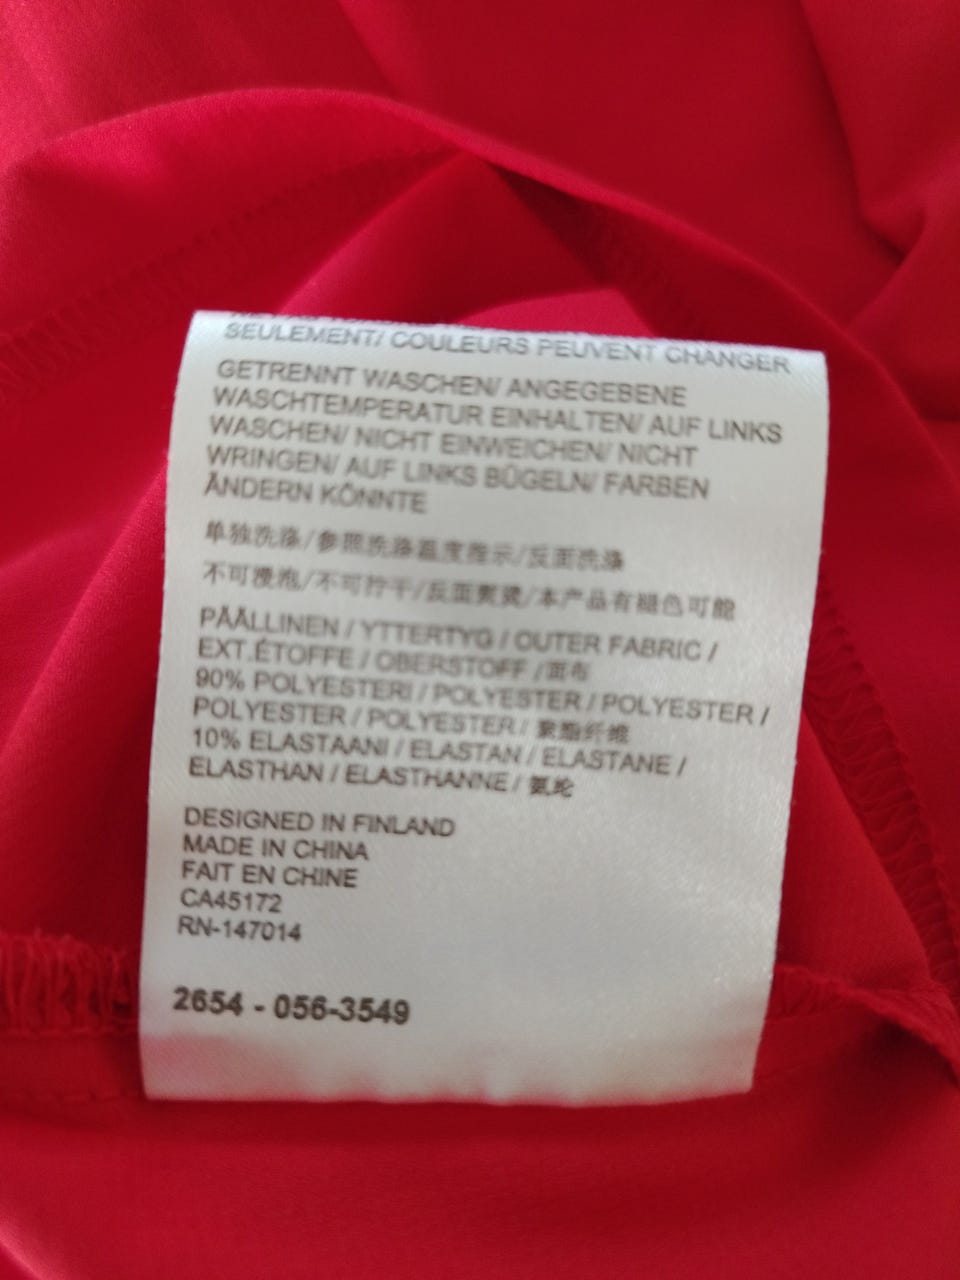 SEULEMENT/ COULEURS PEUVENT CHANGER
GETRENNT WASCHEN/ ANGEGEBENE
WASCHTEMPERATUR EINHALTEN/ AUF LINKS
WASCHEN/ NICHT EINWEICHEN/ NICHT
WRINGEN/ AUF LINKS BÜGELN/ FARBEN
ÄNDERN KÖNNTE
单独洗涤/参照洗涤温度指示/反面洗涤
不可浸泡/不可拧干/反面熨烫/本产品有褪色可能
PÄÄLLINEN / YTTERTYG / OUTER FABRIC /
EXT.ÉTOFFE / OBERSTOFF /面布
90% POLYESTERI / POLYESTER / POLYESTER /
POLYESTER / POLYESTER / 聚酯纤维
10% ELASTAANI / ELASTAN / ELASTANE /
ELASTHAN / ELASTHANNE / 氨纶
DESIGNED IN FINLAND
MADE IN CHINA
FAIT EN CHINE
CA45172
RN-147014
2654 - 056-3549